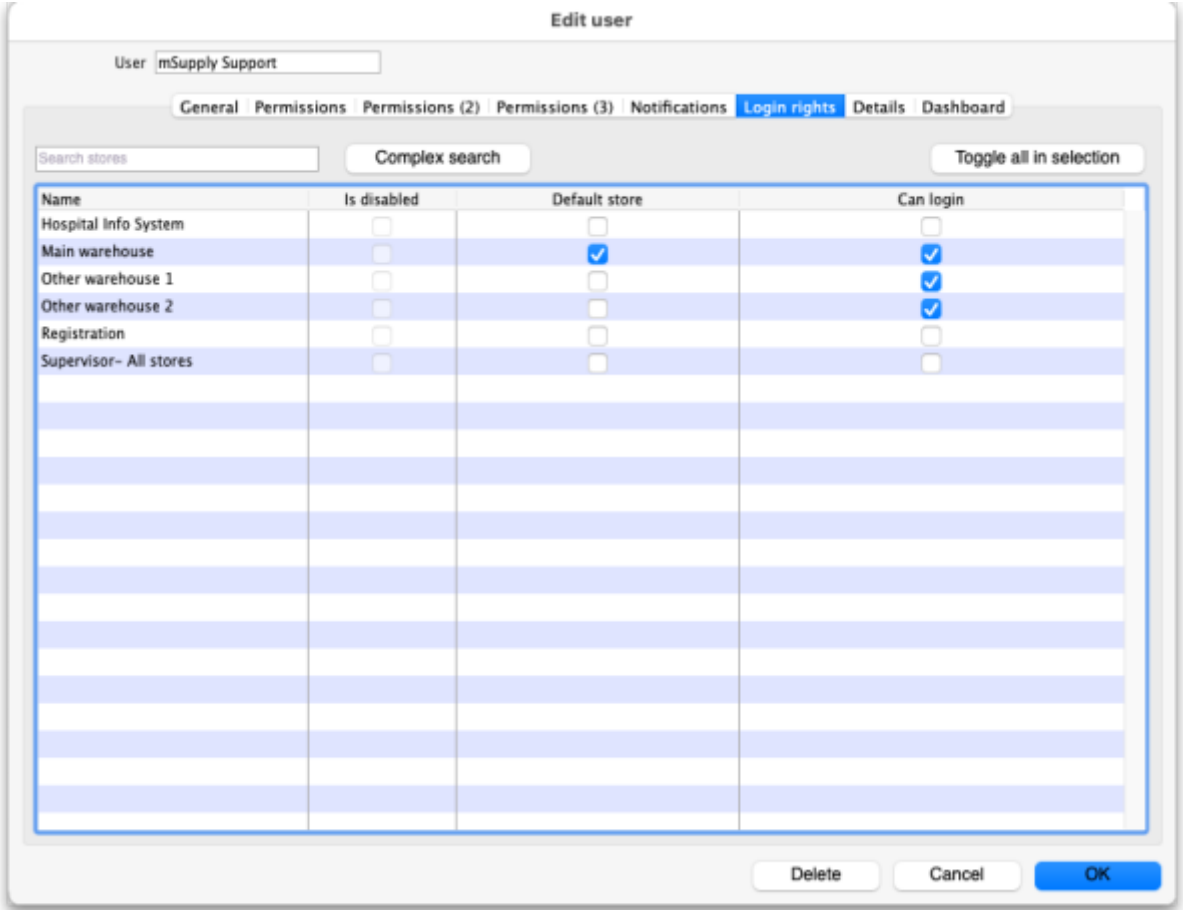 Edit user
User mSupply Support
General Permissions Permissions (2) Permissions (3) Notifications Login rights Details Dashboard
Search stores Complex search Toggle all in selection
Name Is disabled Default store Can login
Hospital Info System
Main warehouse
Other warehouse 1
Other warehouse 2
Registration
Supervisor- All stores
Delete Cancel OK